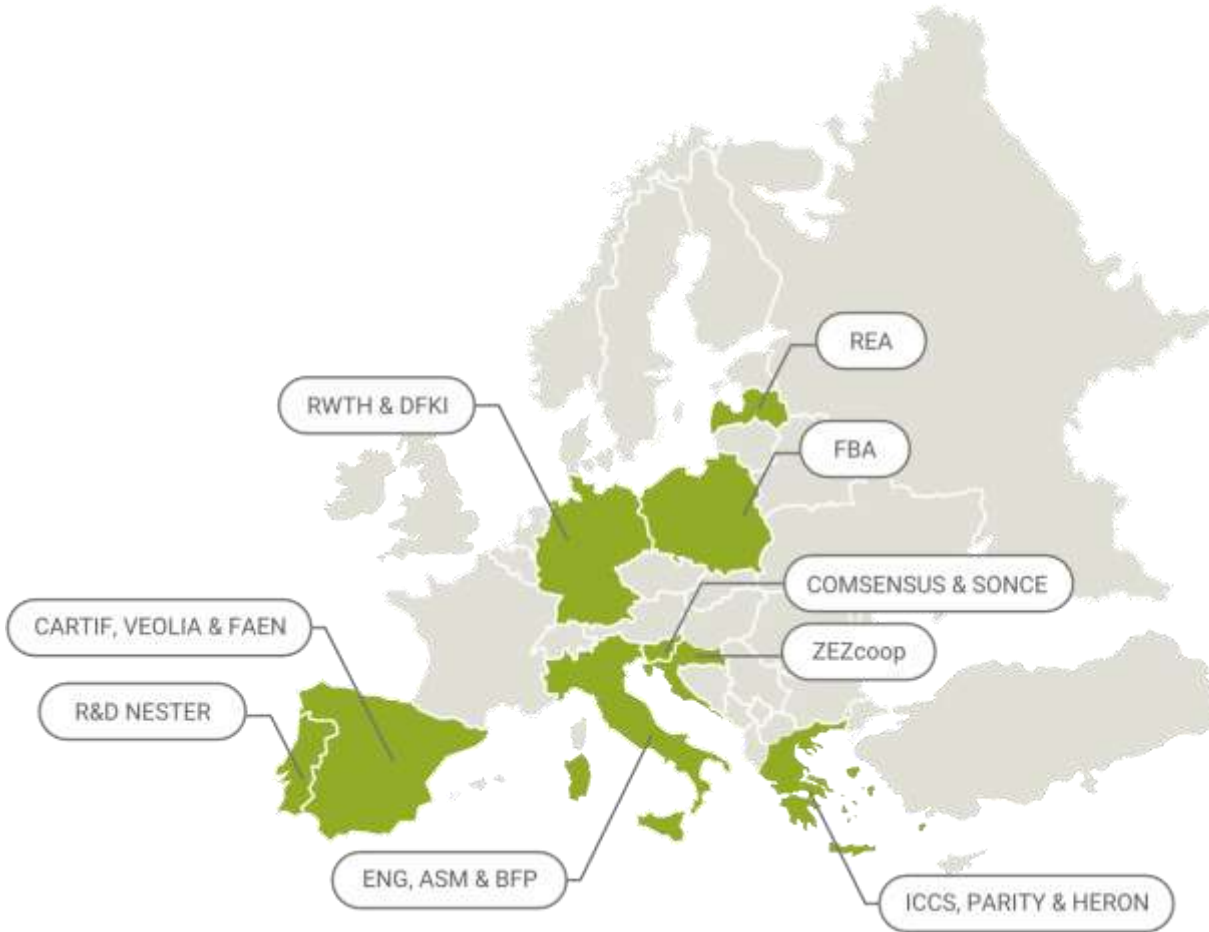 REA
RWTH & DFKI
FBA
COMSENSUS & SONCE
CARTIF, VEOLIA & FAEN
ZEZcoop
R&D NESTER
ENG, ASM & BFP
ICCS, PARITY & HERON